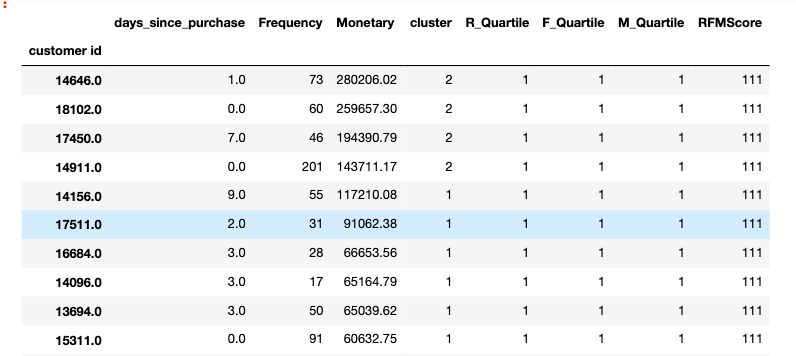 days_since_purchase Frequency Monetary cluster R_Quartile F_Quartile M_Quartile RFMScore
customer id
14646.0 1.0 73 280206.02 2 1 1 1 111
18102.0 0.0 60 259657.30 2 1 1 1 111
17450.0 7.0 46 194390.79 2 1 1 1 111
14911.0 0.0 201 143711.17 2 1 1 1 111
14156.0 9.0 55 117210.08 1 1 1 1 111
17511.0 2.0 31 91062.38 1 1 1 1 111
16684.0 3.0 28 66653.56 1 1 1 1 111
14096.0 3.0 17 65164.79 1 1 1 1 111
13694.0 3.0 50 65039.62 1 1 1 1 111
15311.0 0.0 91 60632.75 1 1 1 1 111